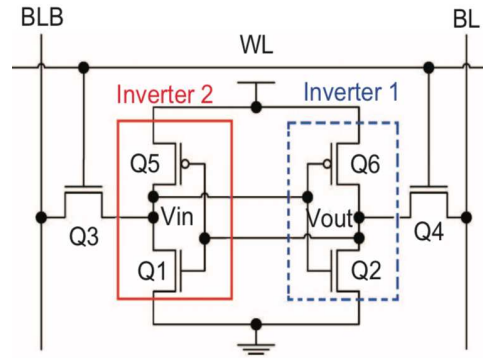 BLB
BL
WL
Inverter 2
Inverter 1
Q5
Q6
Vin
Vout
Q3
Q4
Q1
Q2